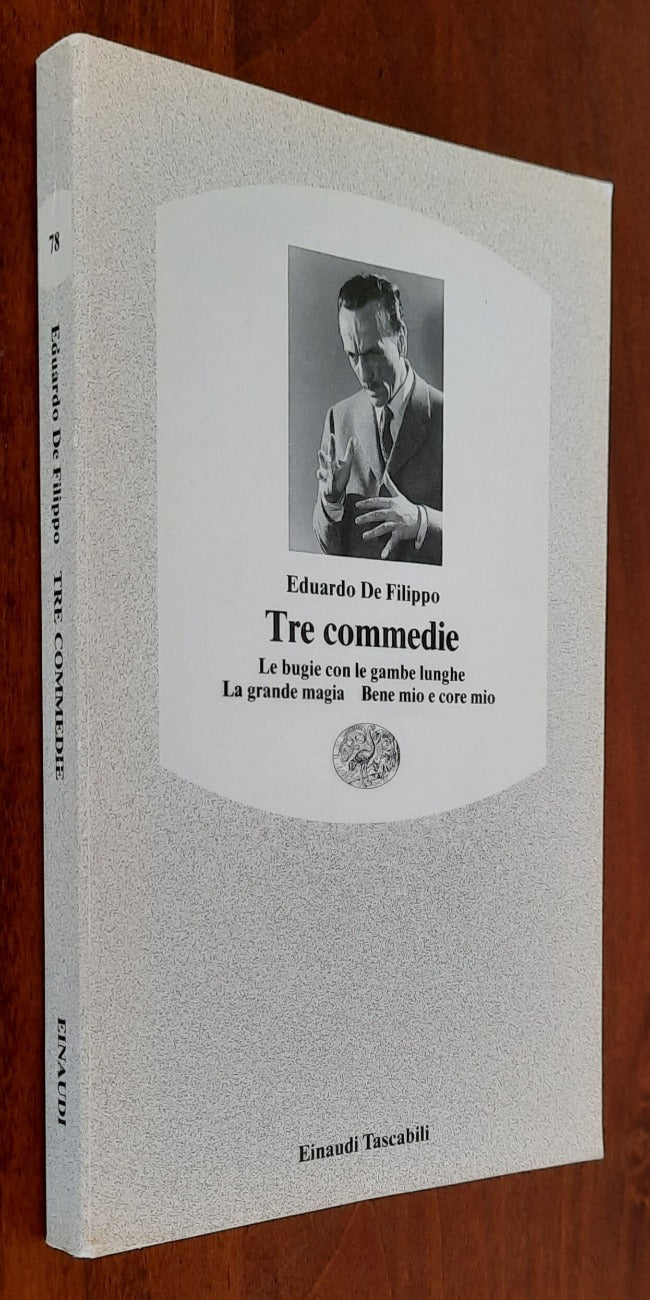 78
Eduardo De Filippo TRE COMMEDIE
EINAUDI
Eduardo De Filippo
Tre commedie
Le bugie con le gambe lunghe
La grande magia Bene mio e core mio
Einaudi Tascabili